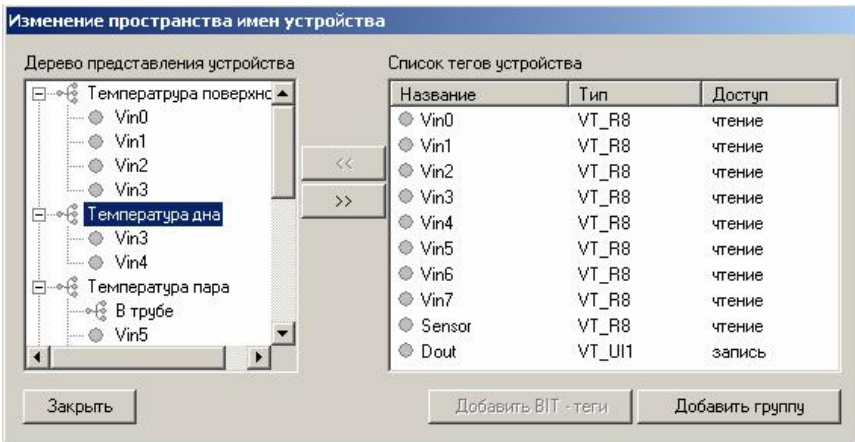 Изменение пространства имен устройства
Дерево представления устройства
Температрура поверхнс
Vin0
Vin1
Vin2
Vin3
Температура дна
Vin3
Vin4
Температура пара
В трубе
Vin5
<<
>>
Список тегов устройства
Название Тип Доступ
Vin0 VT_R8 чтение
Vin1 VT_R8 чтение
Vin2 VT_R8 чтение
Vin3 VT_R8 чтение
Vin4 VT_R8 чтение
Vin5 VT_R8 чтение
Vin6 VT_R8 чтение
Vin7 VT_R8 чтение
Sensor VT_R8 чтение
Dout VT_UI1 запись
Закрыть
Добавить BIT - теги
Добавить группу